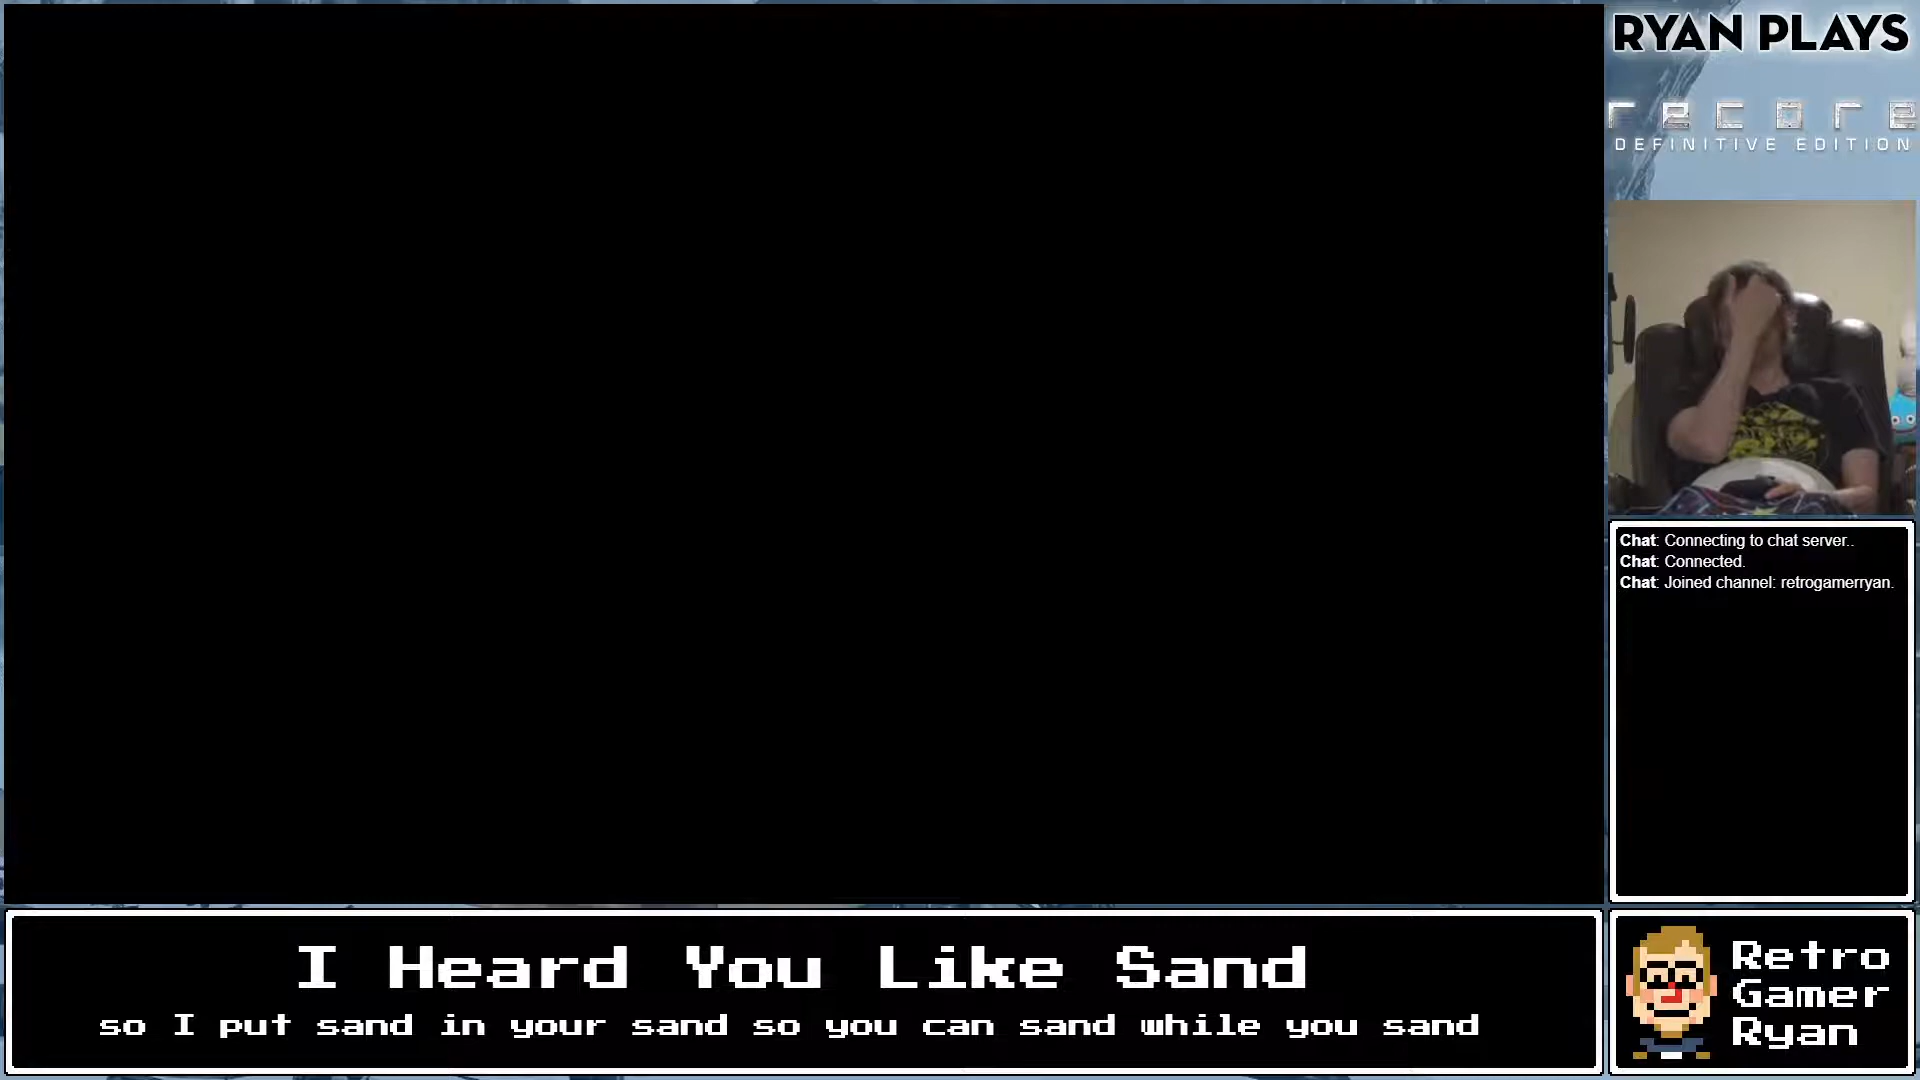 RYAN PLAYS
recore
DEFINITIVE EDITION
Chat: Connecting to chat server..
Chat: Connected.
Chat: Joined channel: retrogamerryan.
I Heard You Like Sand
so I put sand in your sand so you can sand while you sand
Retro
Gamer
Ryan